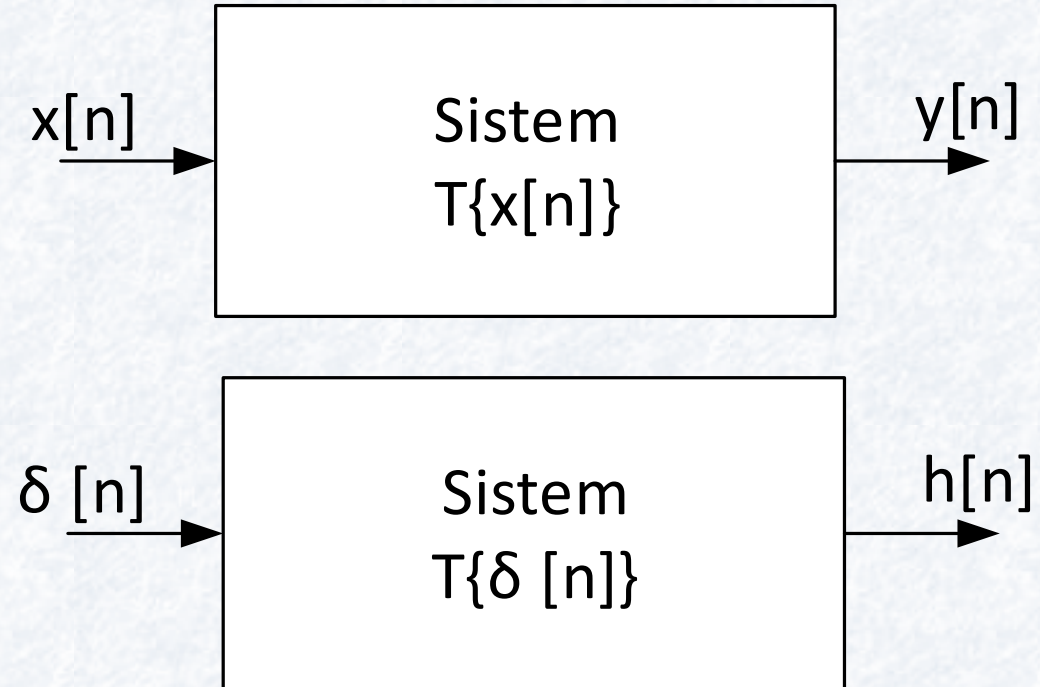 x[n]
Sistem
T{x[n]}
y[n]
δ [n]
Sistem
T{δ [n]}
h[n]